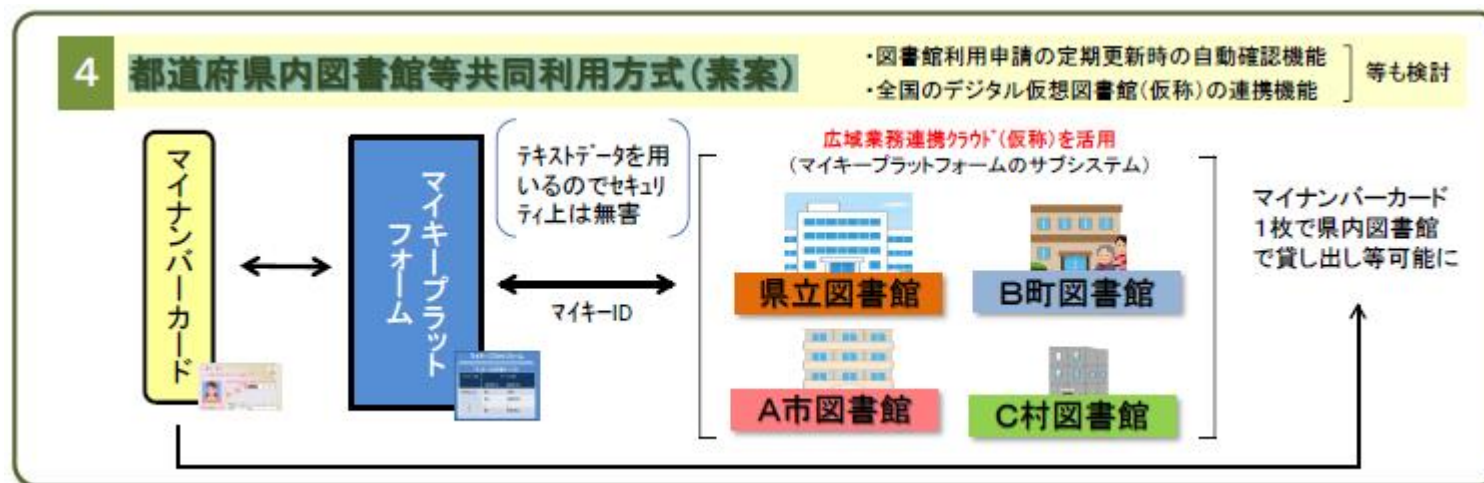 4 都道府県内図書館等共同利用方式(素案)
・図書館利用申請の定期更新時の自動確認機能
・全国のデジタル仮想図書館(仮称)の連携機能
等も検討
マイナンバーカード
マイキープラット
フォーム
テキストデータを用
いるのでセキュリ
ティ上は無害
マイキーID
広域業務連携クラウド(仮称)を活用
(マイキープラットフォームのサブシステム)
県立図書館
B町図書館
A市図書館
C村図書館
マイナンバーカード
1枚で県内図書館
で貸し出し等可能に